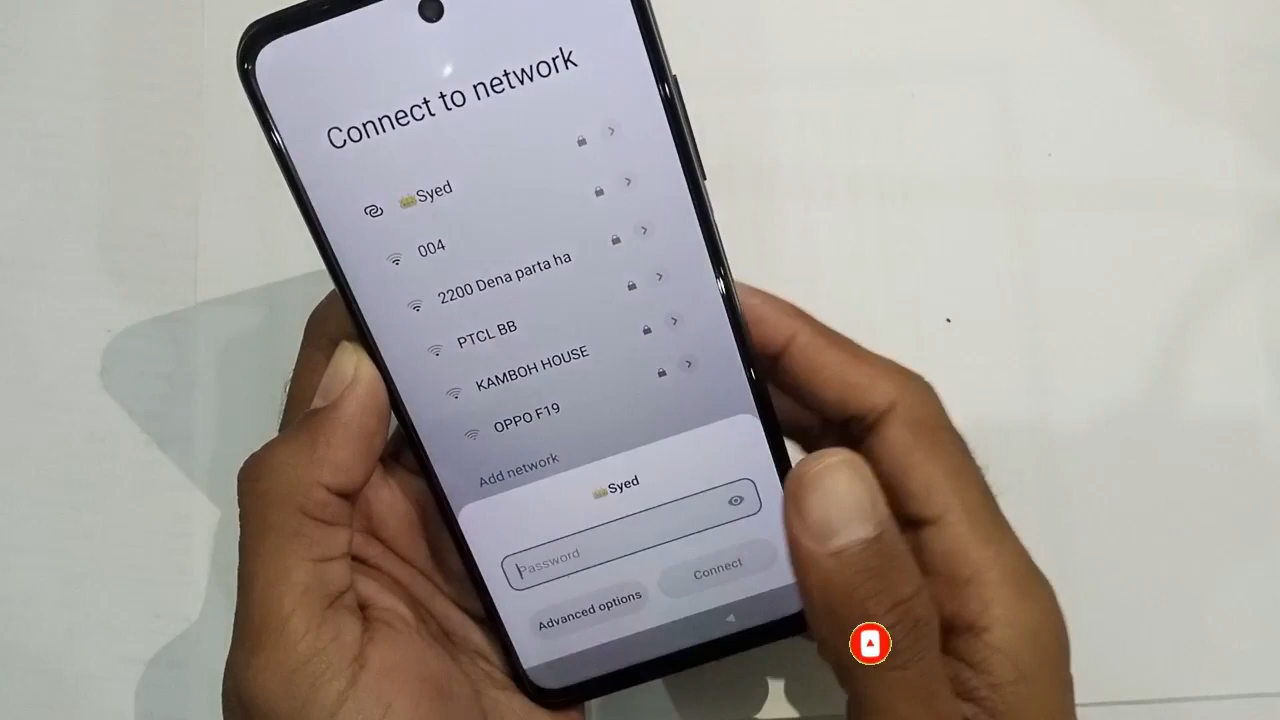 Connect to network
👑Syed
004
2200 Dena parta ha
PTCL BB
KAMBOH HOUSE
OPPO F19
Add network
👑Syed
Password
Advanced options
Connect